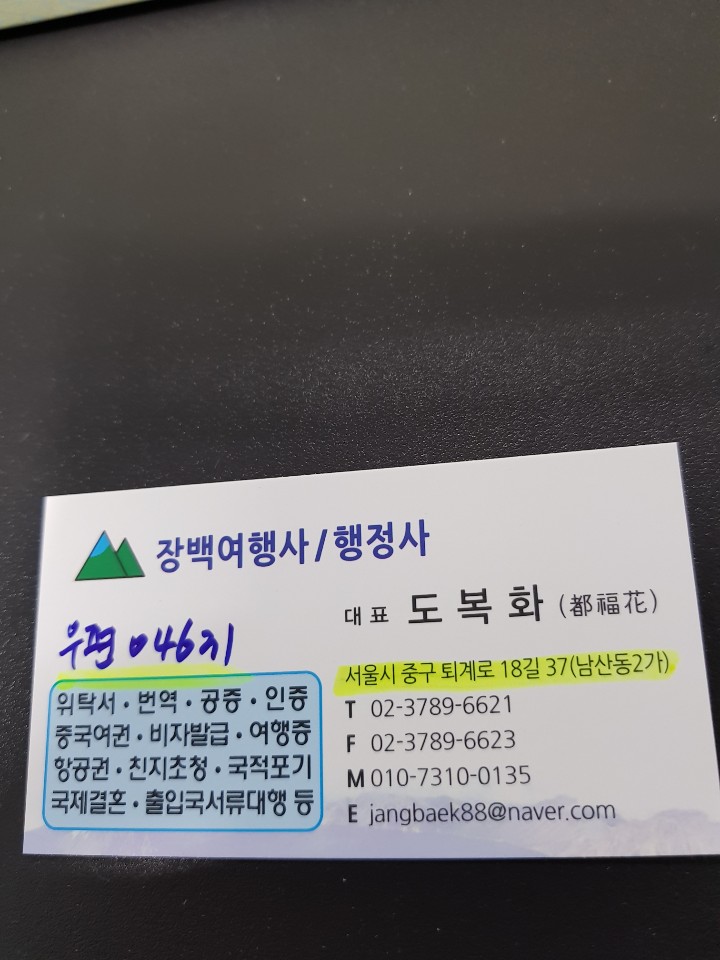 장백여행사/행정사
대표 도복화 (都福花)
우편
서울시 중구 퇴계로 18길 37(남산동2가)
위탁서 · 번역 · 공증 · 인증
중국여권 · 비자발급 · 여행증
항공권 · 친지초청 · 국적포기
국제결혼 · 출입국서류대행 등
T 02-3789-6621
F 02-3789-6623
M 010-7310-0135
E jangbaek88@naver.com